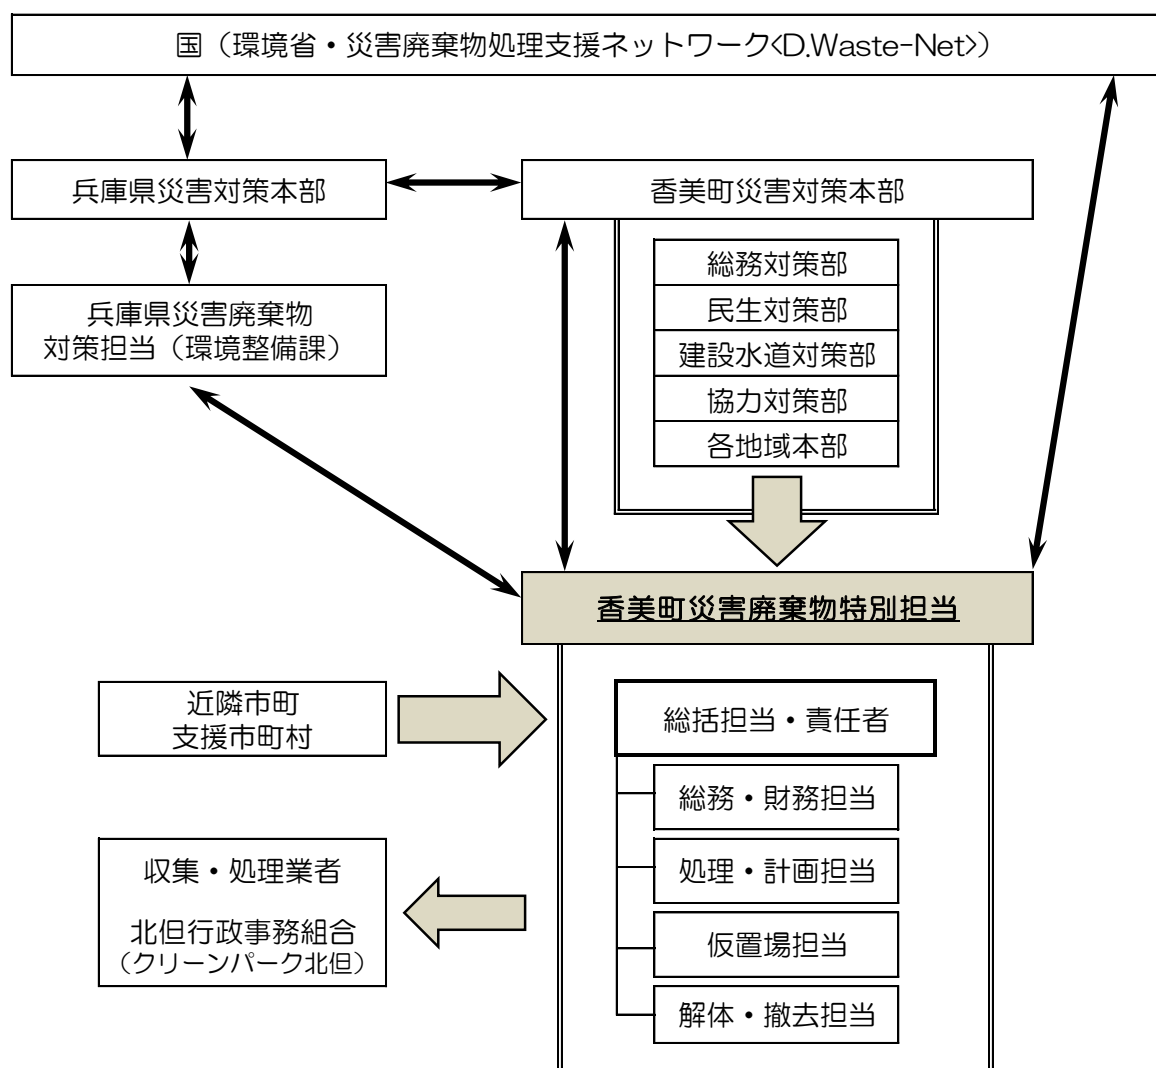 国（環境省・災害廃棄物処理支援ネットワーク<D.Waste-Net>）
兵庫県災害対策本部
香美町災害対策本部
総務対策部
民生対策部
建設水道対策部
協力対策部
各地域本部
兵庫県災害廃棄物
対策担当（環境整備課）
香美町災害廃棄物特別担当
近隣市町
支援市町村
総括担当・責任者
総務・財務担当
処理・計画担当
仮置場担当
解体・撤去担当
収集・処理業者
北但行政事務組合
（クリーンパーク北但）